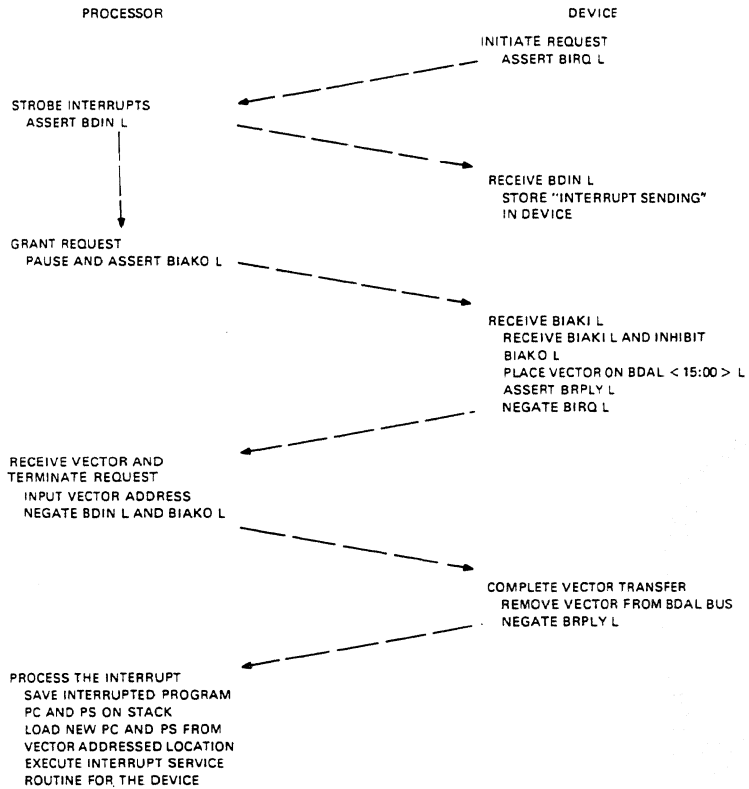 PROCESSOR
DEVICE
INITIATE REQUEST
ASSERT BIRQ L
STROBE INTERRUPTS
ASSERT BDIN L
RECEIVE BDIN L
STORE "INTERRUPT SENDING"
IN DEVICE
GRANT REQUEST
PAUSE AND ASSERT BIAKO L
RECEIVE BIAKI L
RECEIVE BIAKI L AND INHIBIT
BIAKO L
PLACE VECTOR ON BDAL < 15:00 > L
ASSERT BRPLY L
NEGATE BIRQ L
RECEIVE VECTOR AND
TERMINATE REQUEST
INPUT VECTOR ADDRESS
NEGATE BDIN L AND BIAKO L
COMPLETE VECTOR TRANSFER
REMOVE VECTOR FROM BDAL BUS
NEGATE BRPLY L
PROCESS THE INTERRUPT
SAVE INTERRUPTED PROGRAM
PC AND PS ON STACK
LOAD NEW PC AND PS FROM
VECTOR ADDRESSED LOCATION
EXECUTE INTERRUPT SERVICE
ROUTINE FOR THE DEVICE